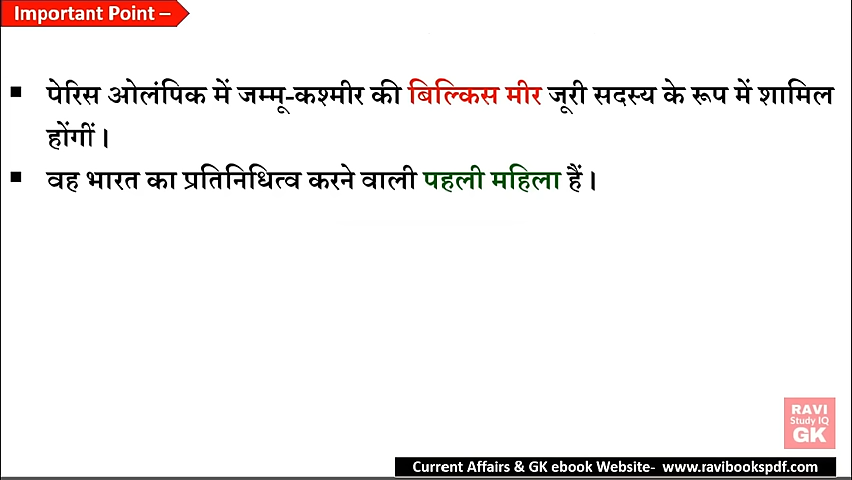 Important Point –
▪ पेरिस ओलंपिक में जम्मू-कश्मीर की बिल्किस मीर जूरी सदस्य के रूप में शामिल
होंगीं।
▪ वह भारत का प्रतिनिधित्व करने वाली पहली महिला हैं।
RAVI
Study IQ
GK
Current Affairs & GK ebook Website- www.ravibookspdf.com